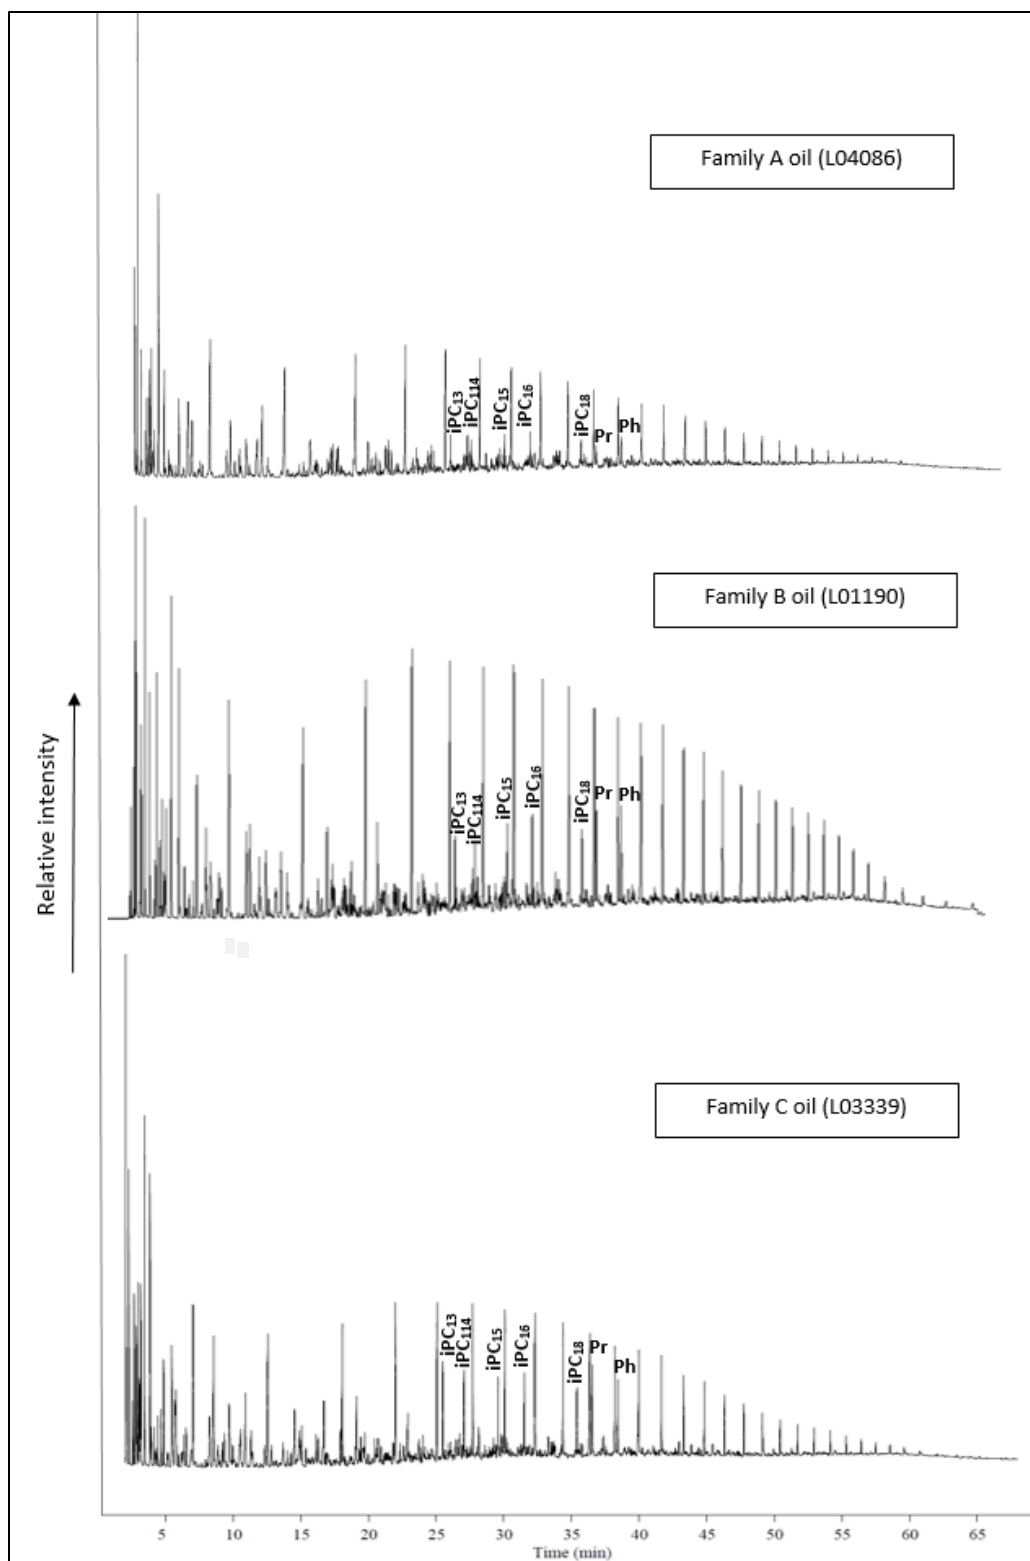 Family A oil (L04086)
iPC₁₃
iPC₁₁₄
iPC₁₅
iPC₁₆
iPC₁₈
Pr
Ph
Family B oil (L01190)
iPC₁₃
iPC₁₁₄
iPC₁₅
iPC₁₆
iPC₁₈
Pr
Ph
Relative intensity
Family C oil (L03339)
iPC₁₃
iPC₁₁₄
iPC₁₅
iPC₁₆
iPC₁₈
Pr
Ph
5 10 15 20 25 30 35 40 45 50 55 60 65
Time (min)